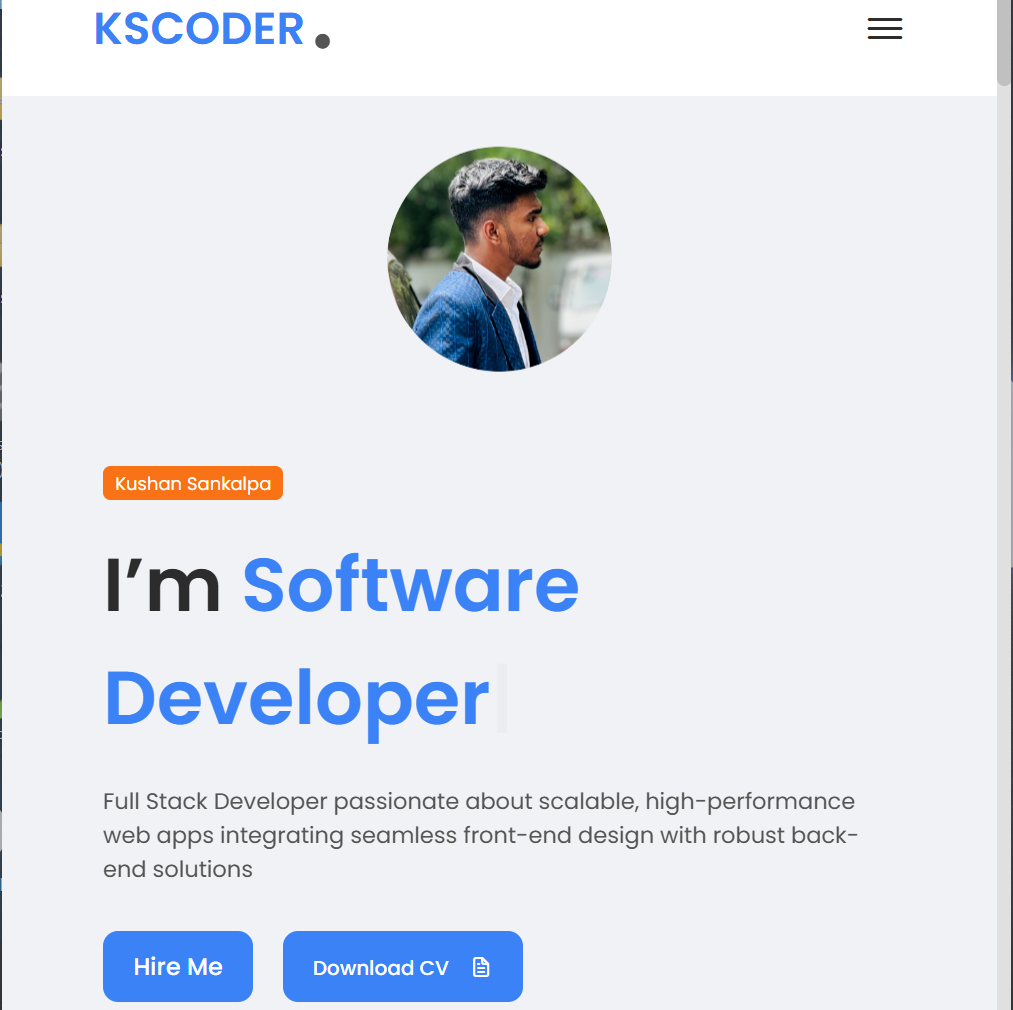 KSCODER .
Kushan Sankalpa
I’m Software
Developer
Full Stack Developer passionate about scalable, high-performance
web apps integrating seamless front-end design with robust back-
end solutions
Hire Me
Download CV